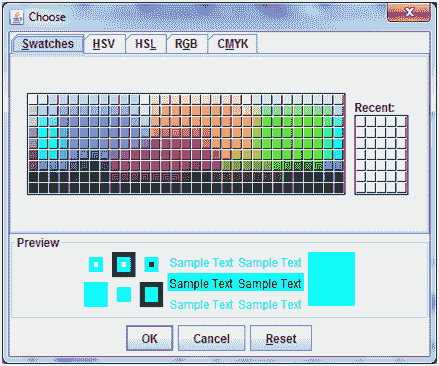 Choose
Swatches HSV HSL RGB CMYK
Recent:
Preview
Sample Text Sample Text
Sample Text Sample Text
Sample Text Sample Text
OK Cancel Reset